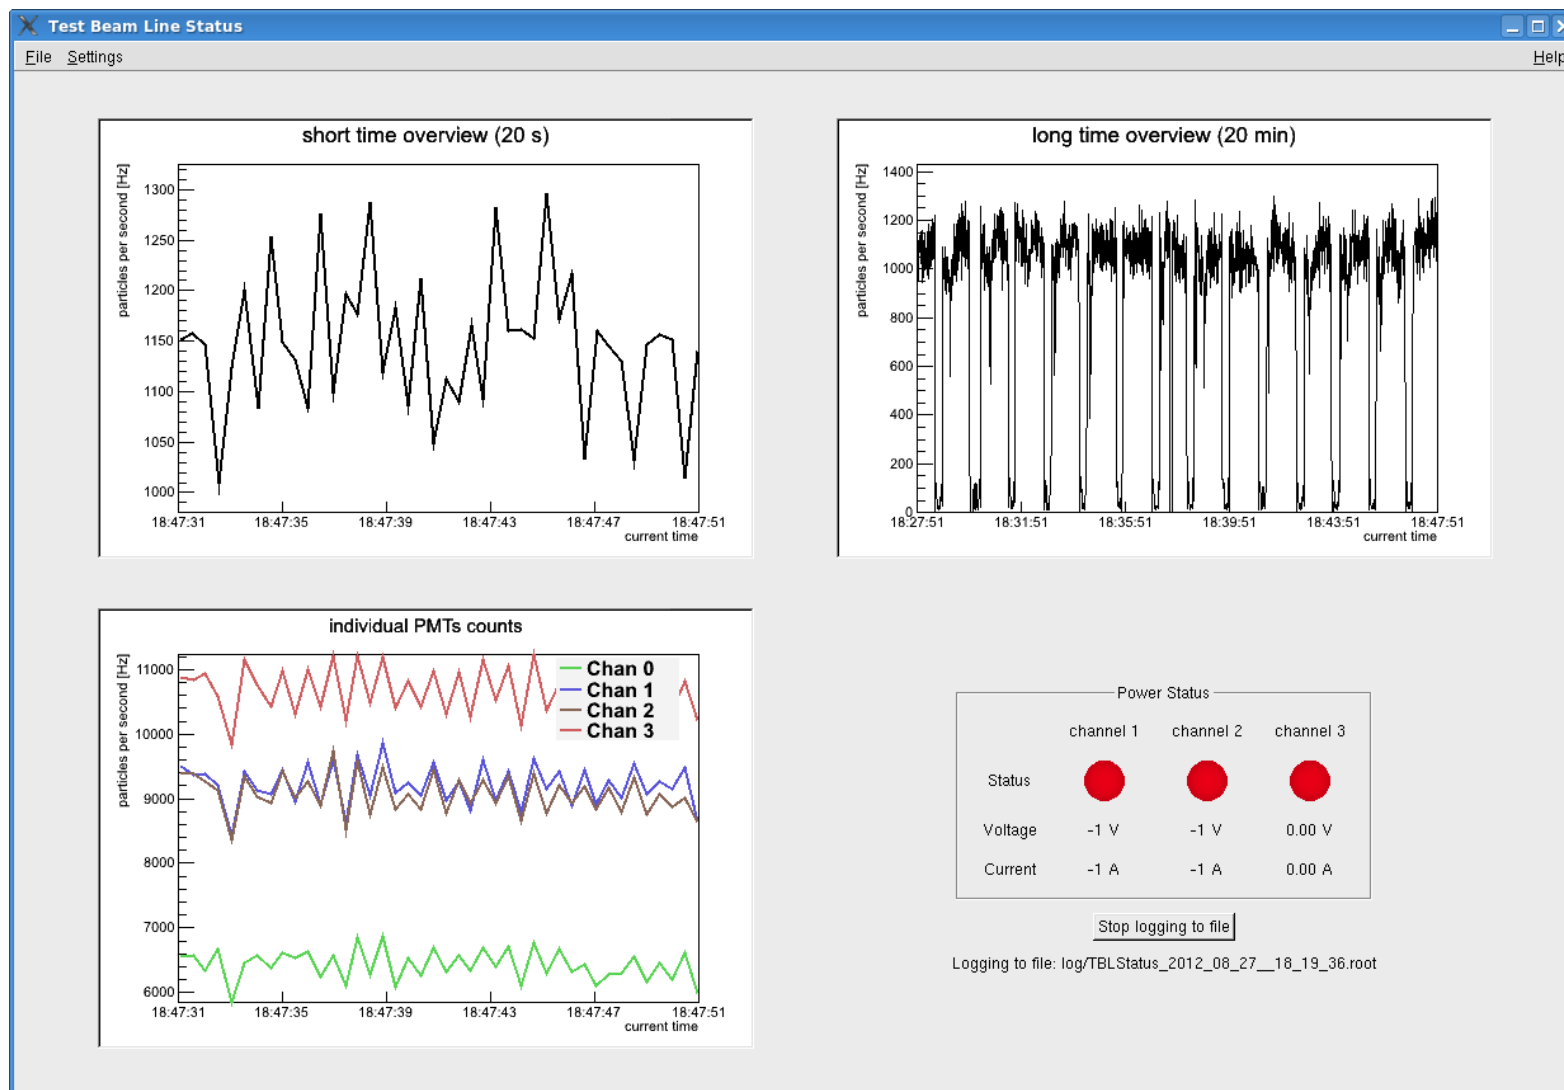 Test Beam Line Status
File Settings Help
short time overview (20 s)
particles per second [Hz]
1300
1250
1200
1150
1100
1050
1000
18:47:31 18:47:35 18:47:39 18:47:43 18:47:47 18:47:51
current time
long time overview (20 min)
particles per second [Hz]
1400
1200
1000
800
600
400
200
0
18:27:51 18:31:51 18:35:51 18:39:51 18:43:51 18:47:51
current time
individual PMTs counts
particles per second [Hz]
11000
10000
9000
8000
7000
6000
Chan 0
Chan 1
Chan 2
Chan 3
18:47:31 18:47:35 18:47:39 18:47:43 18:47:47 18:47:51
current time
Power Status
channel 1 channel 2 channel 3
Status
Voltage -1 V -1 V 0.00 V
Current -1 A -1 A 0.00 A
Stop logging to file
Logging to file: log/TBLStatus_2012_08_27__18_19_36.root